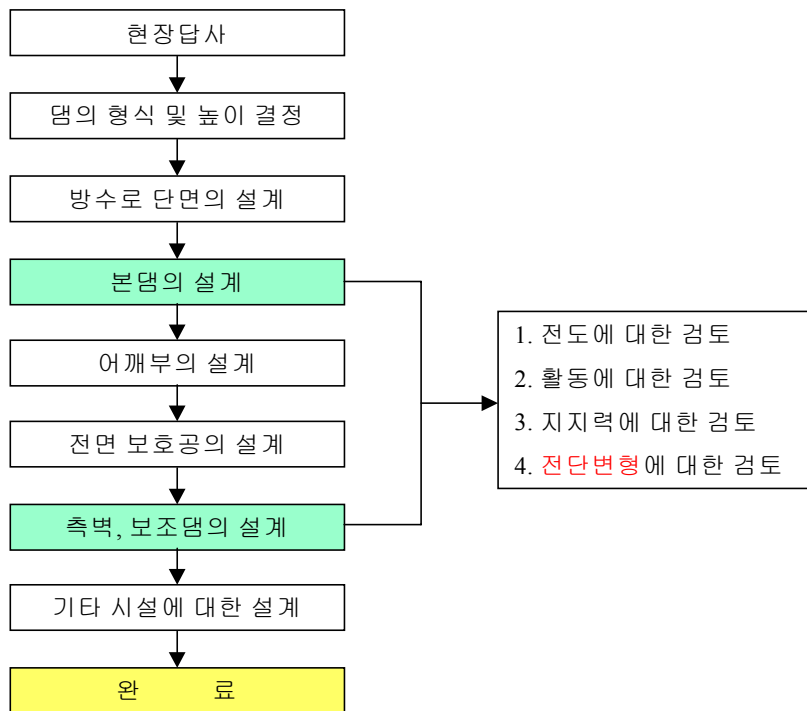 현장답사
댐의 형식 및 높이 결정
방수로 단면의 설계
본댐의 설계
어깨부의 설계
전면 보호공의 설계
측벽, 보조댐의 설계
기타 시설에 대한 설계
완 료
1. 전도에 대한 검토
2. 활동에 대한 검토
3. 지지력에 대한 검토
4. 전단변형에 대한 검토